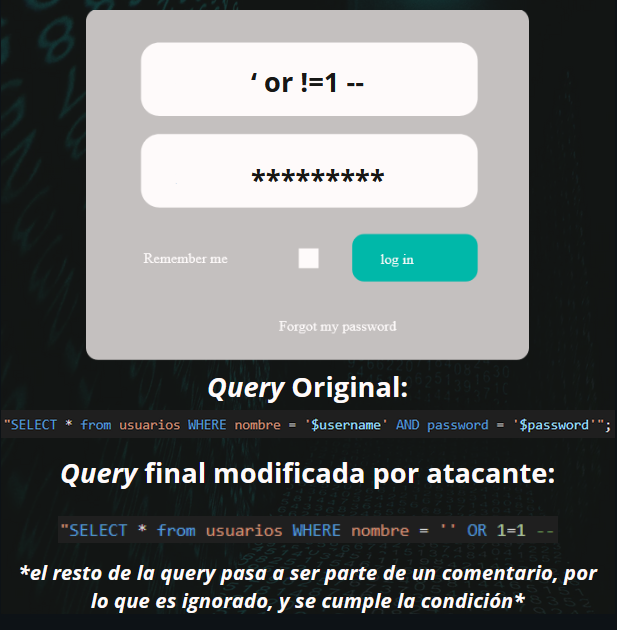 ‘ or !=1 --
*********
Remember me
log in
Forgot my password
Query Original:
"SELECT * from usuarios WHERE nombre = '$username' AND password = '$password'";
Query final modificada por atacante:
"SELECT * from usuarios WHERE nombre = '' OR 1=1 --
*el resto de la query pasa a ser parte de un comentario, por
lo que es ignorado, y se cumple la condición*